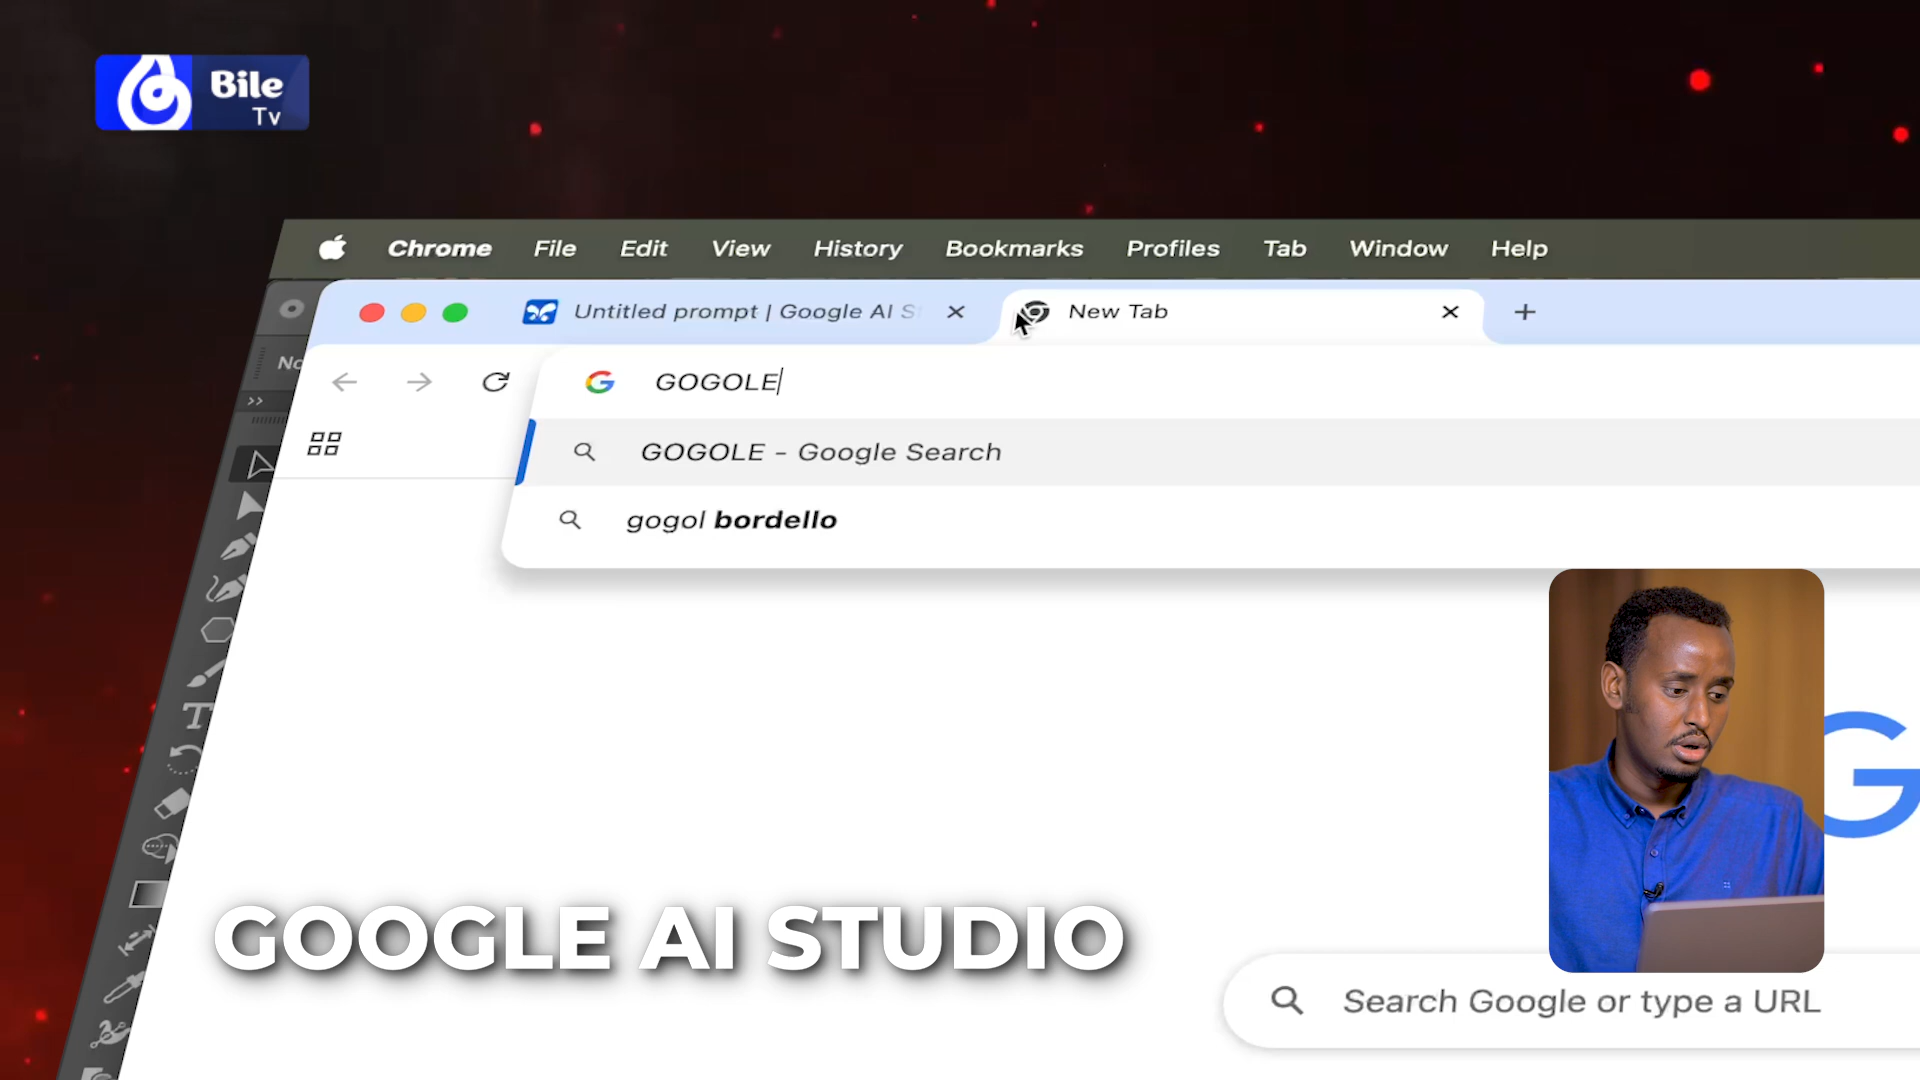 Bile
Tv
Chrome File Edit View History Bookmarks Profiles Tab Window Help
Untitled prompt | Google AI S
New Tab
GOGOLE
GOGOLE - Google Search
gogol bordello
GOOGLE AI STUDIO
Search Google or type a URL